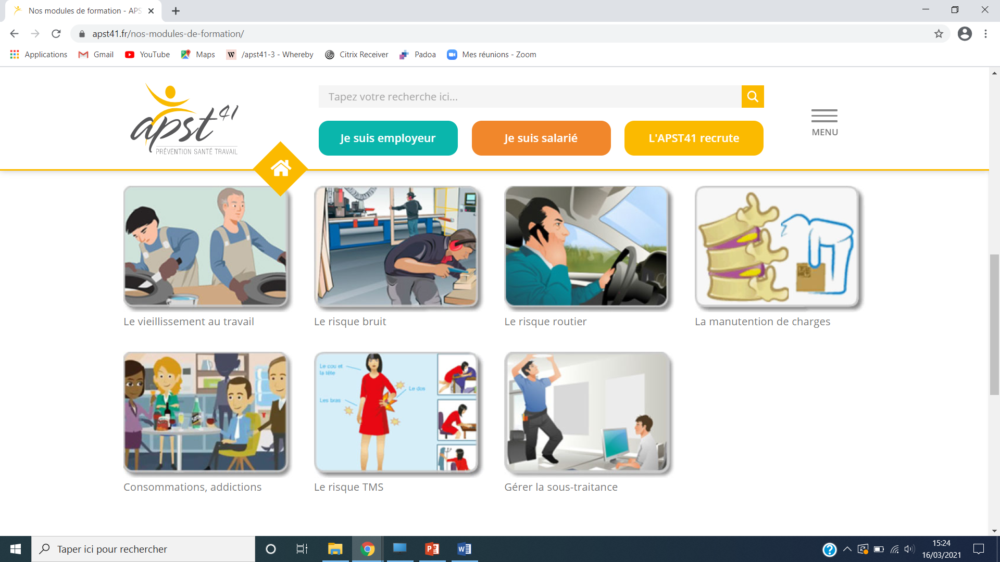 Nos modules de formation - APS
apst41.fr/nos-modules-de-formation/
Applications
Gmail
YouTube
Maps
/apst41-3 - Whereby
Citrix Receiver
Padoa
Mes réunions - Zoom
apst41
PRÉVENTION SANTÉ TRAVAIL
Tapez votre recherche ici...
Je suis employeur
Je suis salarié
L'APST41 recrute
MENU
Le vieillissement au travail
Le risque bruit
Le risque routier
La manutention de charges
Le cou et
la tête
Le dos
Les bras
Consommations, addictions
Le risque TMS
Gérer la sous-traitance
Taper ici pour rechercher
15:24
16/03/2021